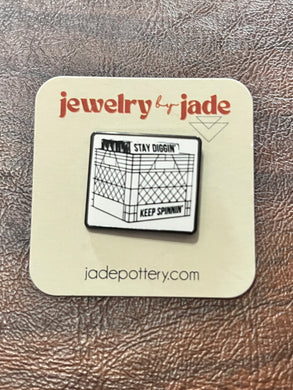 jewelry by jade
STAY DIGGIN'
KEEP SPINNIN'
jadepottery.com